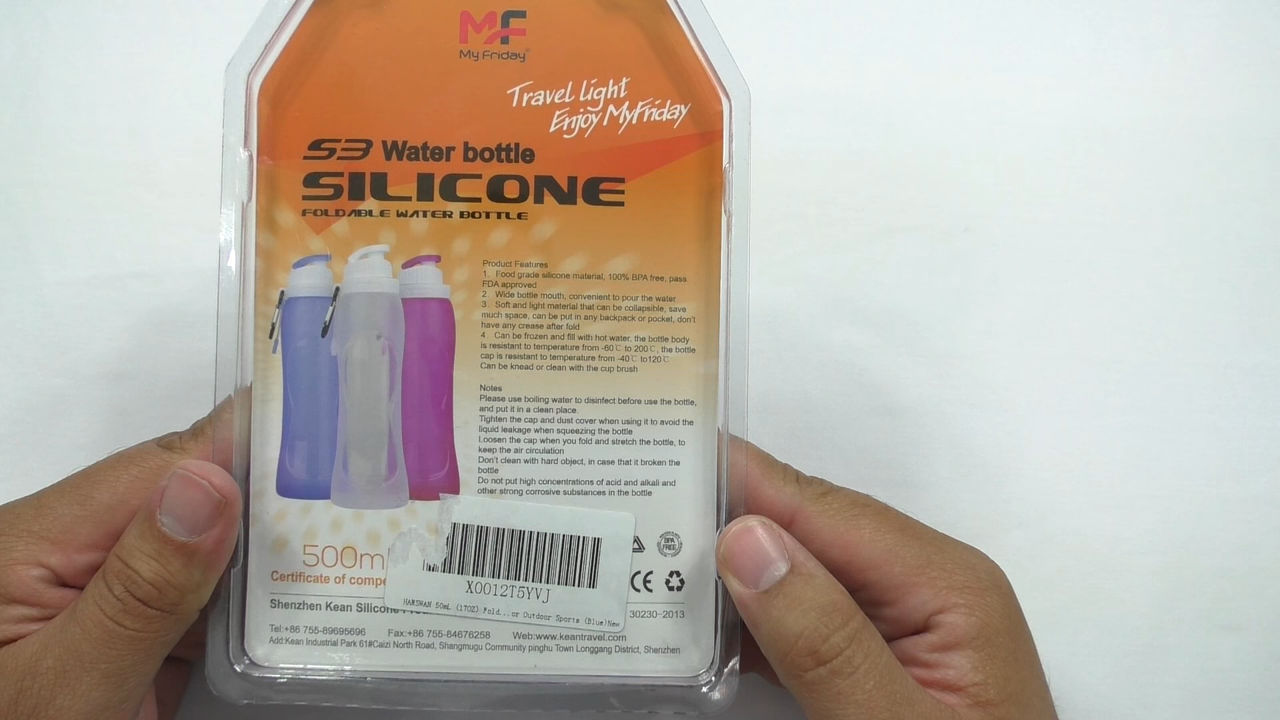 MF
My Friday®
Travel light
Enjoy MyFriday
S3 Water bottle
SILICONE
FOLDABLE WATER BOTTLE
Product Features
1. Food grade silicone material, 100% BPA free, pass
FDA approved
2. Wide bottle mouth, convenient to pour the water
3. Soft and light material that can be collapsible, save
much space, can be put in any backpack or pocket, don't
have any crease after fold
4. Can be frozen and fill with hot water, the bottle body
is resistant to temperature from -60℃ to 200℃, the bottle
cap is resistant to temperature from -40℃ to120℃
Can be knead or clean with the cup brush
Notes
Please use boiling water to disinfect before use the bottle,
and put it in a clean place.
Tighten the cap and dust cover when using it to avoid the
liquid leakage when squeezing the bottle
Loosen the cap when you fold and stretch the bottle, to
keep the air circulation
Don't clean with hard object, in case that it broken the
bottle
Do not put high concentrations of acid and alkali and
other strong corrosive substances in the bottle
BPA
FREE
500ml
CE
Certificate of compe
X0012T5YVJ
HARSWAN 50mL (17OZ) Fold...or Outdoor Sports (Blue)New
Shenzhen Kean Silicone 30230-2013
Tel:+86 755-89695696 Fax:+86 755-84676258 Web:www.keantravel.com
Add:Kean Industrial Park 61#Caizi North Road, Shangmugu Community pinghu Town Longgang District, Shenzhen